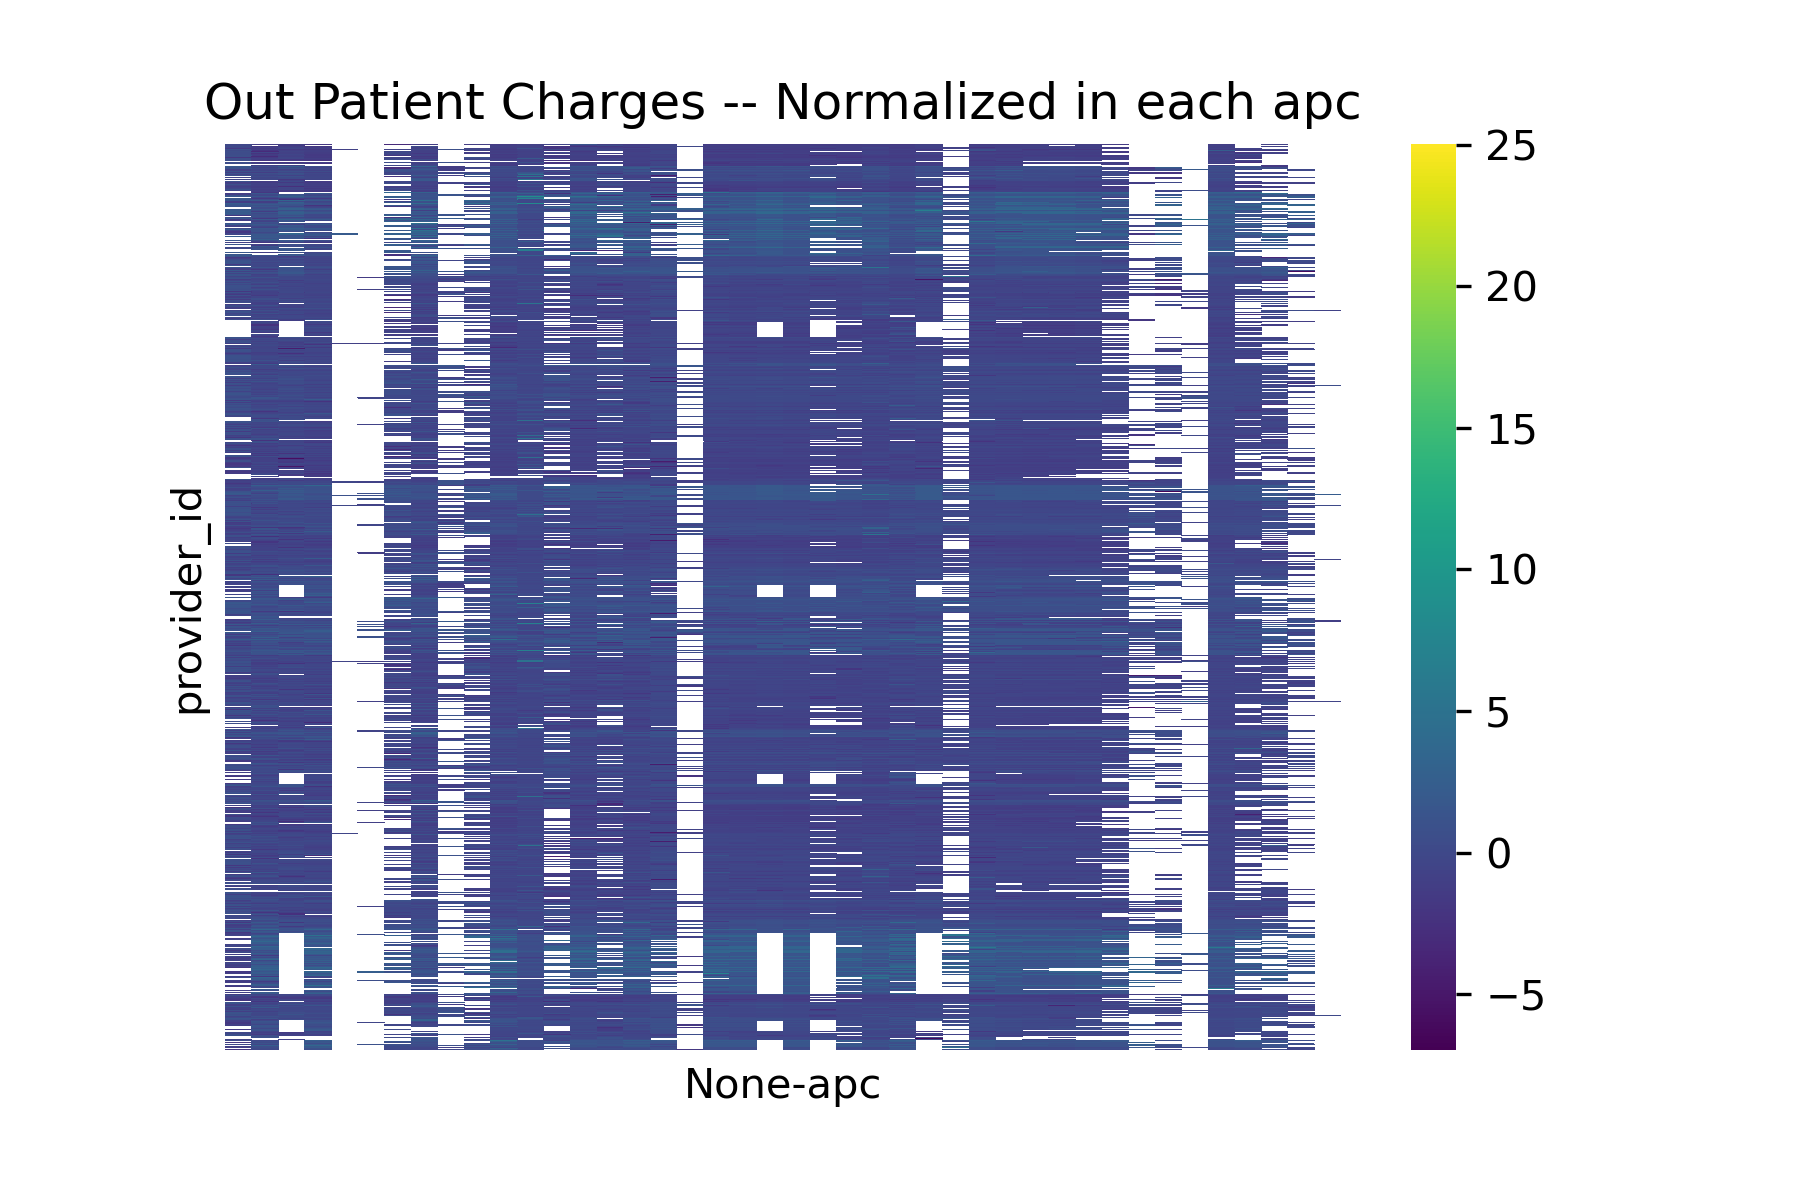 Out Patient Charges -- Normalized in each apc
provider_id
None-apc
25
20
15
10
5
0
−5